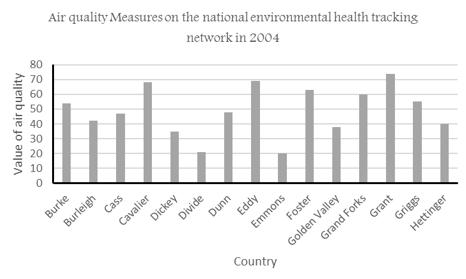 Air quality Measures on the national environmental health tracking
network in 2004
Value of air quality
80
70
60
50
40
30
20
10
0
Burke
Burleigh
Cass
Cavalier
Dickey
Divide
Dunn
Eddy
Emmons
Foster
Golden Valley
Grand Forks
Grant
Griggs
Hettinger
Country